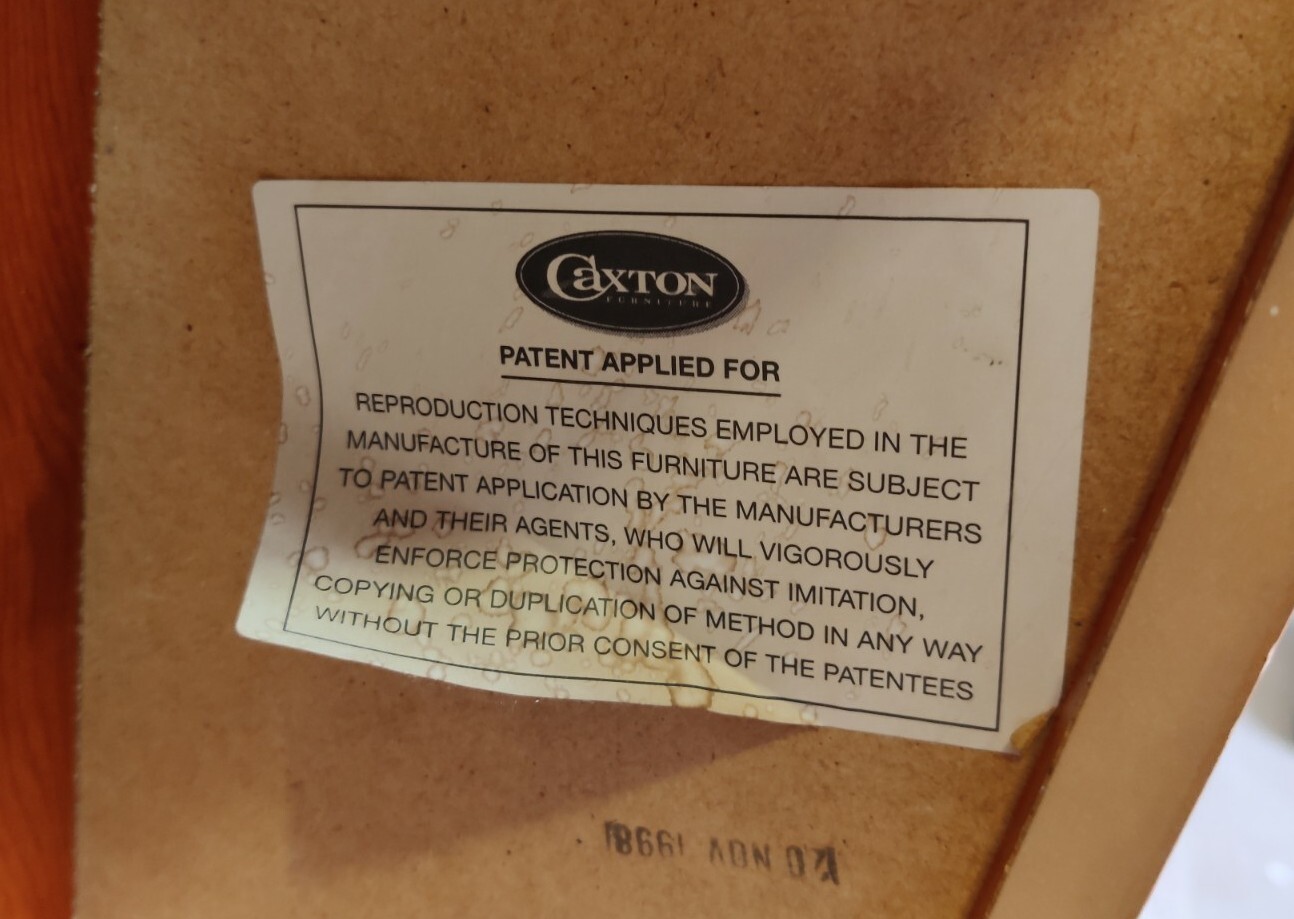 CAXTON
FURNITURE
PATENT APPLIED FOR
REPRODUCTION TECHNIQUES EMPLOYED IN THE
MANUFACTURE OF THIS FURNITURE ARE SUBJECT
TO PATENT APPLICATION BY THE MANUFACTURERS
AND THEIR AGENTS, WHO WILL VIGOROUSLY
ENFORCE PROTECTION AGAINST IMITATION,
COPYING OR DUPLICATION OF METHOD IN ANY WAY
WITHOUT THE PRIOR CONSENT OF THE PATENTEES
NOV 1998